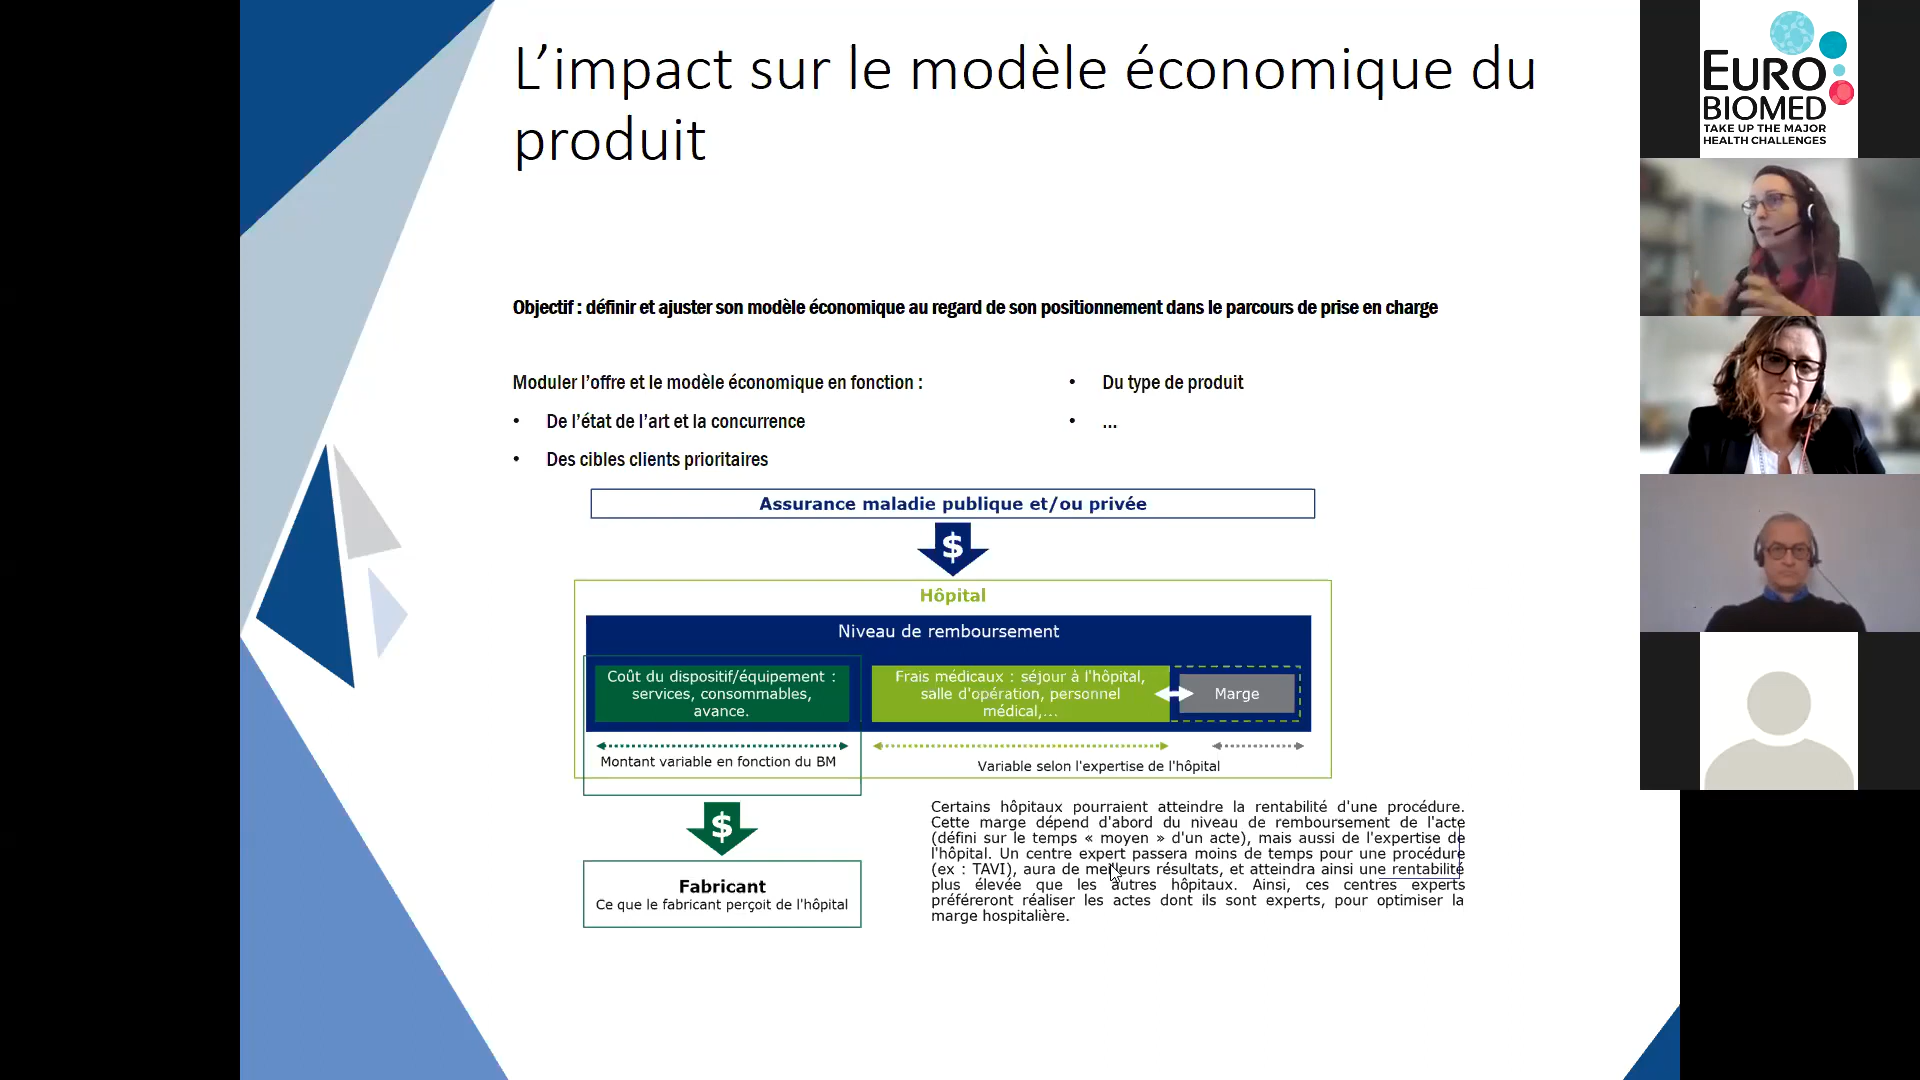 L'impact sur le modèle économique du
produit
Objectif : définir et ajuster son modèle économique au regard de son positionnement dans le parcours de prise en charge
Moduler l'offre et le modèle économique en fonction :
• De l'état de l'art et la concurrence
• Des cibles clients prioritaires
• Du type de produit
• ...
Assurance maladie publique et/ou privée
$
Hôpital
Niveau de remboursement
Coût du dispositif/équipement :
services, consommables,
avance.
Frais médicaux : séjour à l'hôpital,
salle d'opération, personnel
médical,...
Marge
Montant variable en fonction du BM
Variable selon l'expertise de l'hôpital
$
Fabricant
Ce que le fabricant perçoit de l'hôpital
Certains hôpitaux pourraient atteindre la rentabilité d'une procédure.
Cette marge dépend d'abord du niveau de remboursement de l'acte
(défini sur le temps « moyen » d'un acte), mais aussi de l'expertise de
l'hôpital. Un centre expert passera moins de temps pour une procédure
(ex : TAVI), aura de meilleurs résultats, et atteindra ainsi une rentabilité
plus élevée que les autres hôpitaux. Ainsi, ces centres experts
préféreront réaliser les actes dont ils sont experts, pour optimiser la
marge hospitalière.
EURO
BIOMED
TAKE UP THE MAJOR
HEALTH CHALLENGES